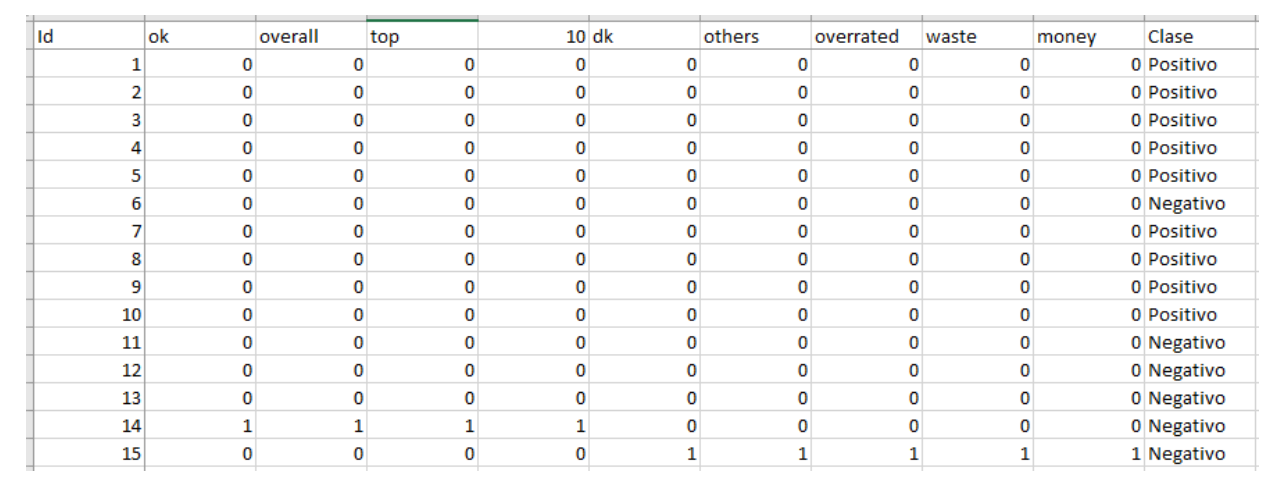 Id ok overall top 10 dk others overrated waste money Clase
1 0 0 0 0 0 0 0 0 0 Positivo
2 0 0 0 0 0 0 0 0 0 Positivo
3 0 0 0 0 0 0 0 0 0 Positivo
4 0 0 0 0 0 0 0 0 0 Positivo
5 0 0 0 0 0 0 0 0 0 Positivo
6 0 0 0 0 0 0 0 0 0 Negativo
7 0 0 0 0 0 0 0 0 0 Positivo
8 0 0 0 0 0 0 0 0 0 Positivo
9 0 0 0 0 0 0 0 0 0 Positivo
10 0 0 0 0 0 0 0 0 0 Positivo
11 0 0 0 0 0 0 0 0 0 Negativo
12 0 0 0 0 0 0 0 0 0 Negativo
13 0 0 0 0 0 0 0 0 0 Negativo
14 1 1 1 1 0 0 0 0 0 Negativo
15 0 0 0 0 1 1 1 1 1 Negativo